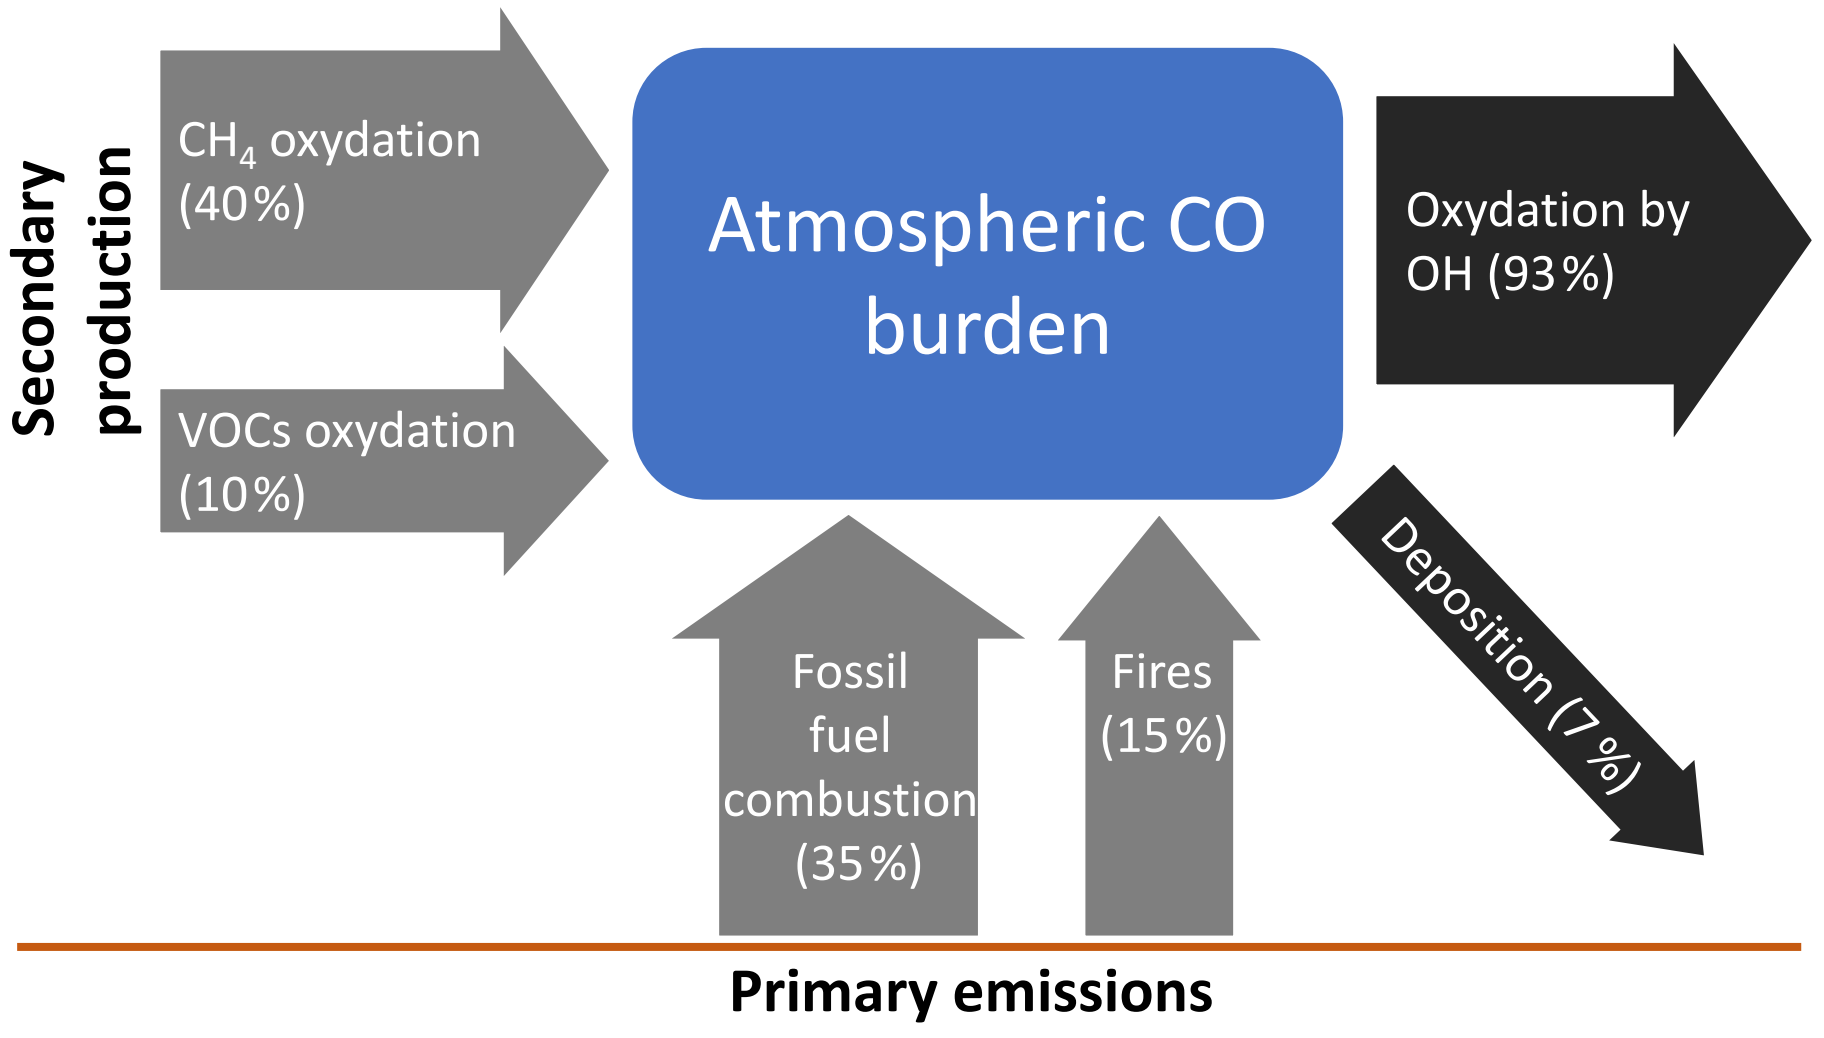 Secondary
production
CH₄ oxydation
(40%)
VOCs oxydation
(10%)
Atmospheric CO
burden
Oxydation by
OH (93%)
Deposition (7%)
Fossil
fuel
combustion
(35%)
Fires
(15%)
Primary emissions